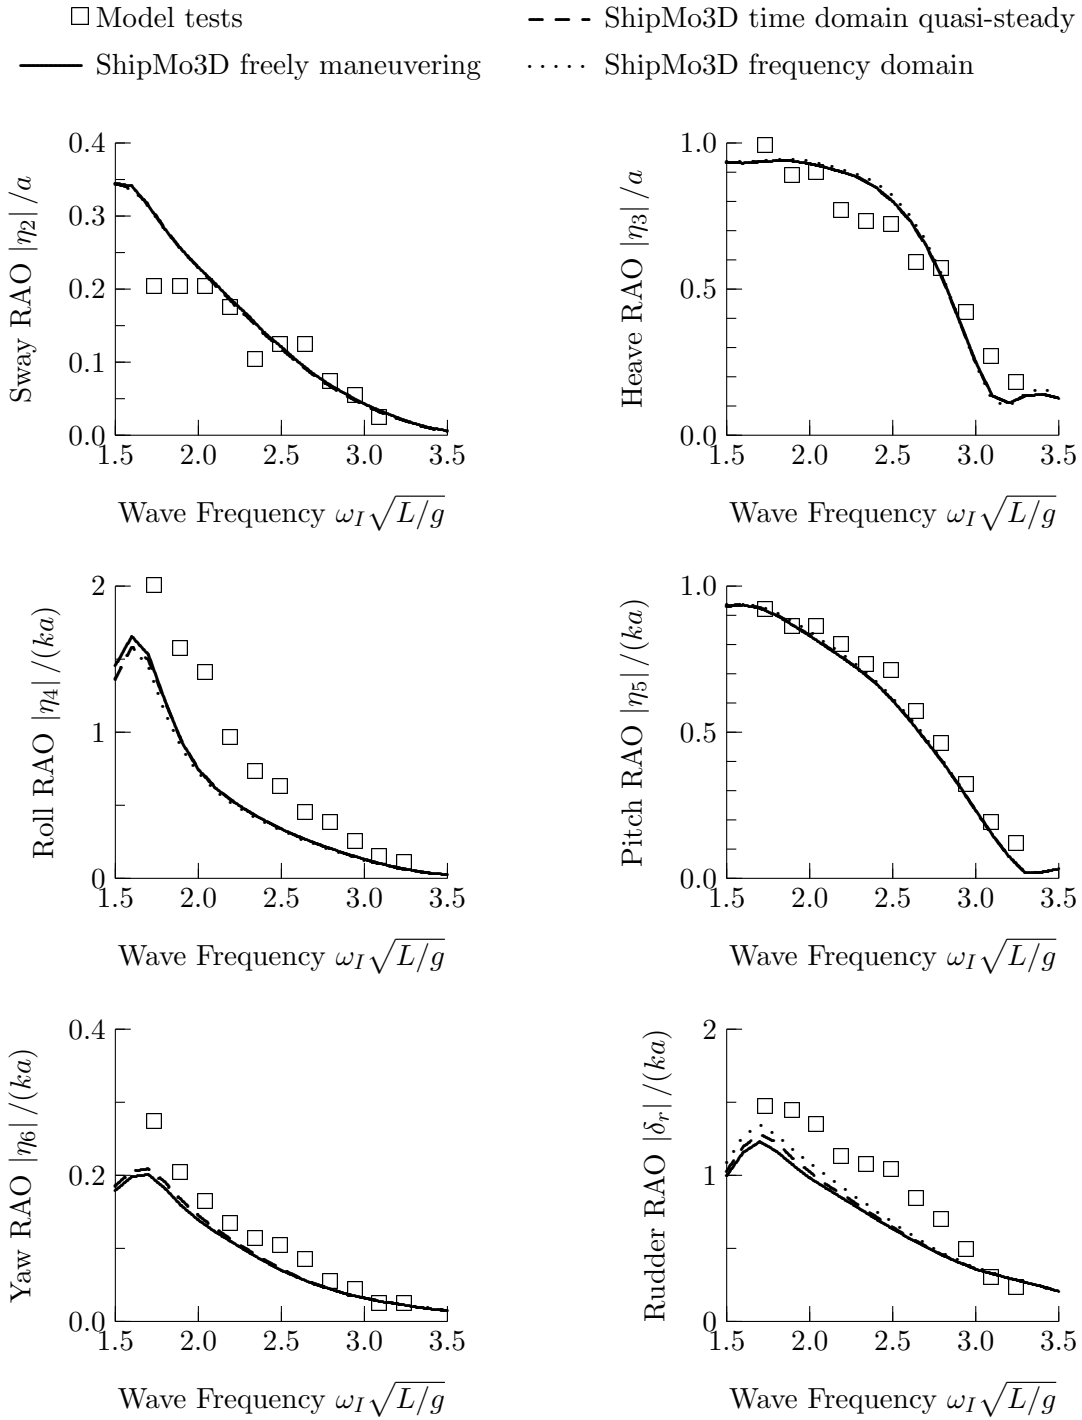 Model tests
ShipMo3D time domain quasi-steady
ShipMo3D freely maneuvering
ShipMo3D frequency domain
Sway RAO |η2|/a
0.4
0.3
0.2
0.1
0.0
1.5 2.0 2.5 3.0 3.5
Wave Frequency ωI√L/g
Heave RAO |η3|/a
1.0
0.5
0.0
1.5 2.0 2.5 3.0 3.5
Wave Frequency ωI√L/g
Roll RAO |η4|/(ka)
2
1
0
1.5 2.0 2.5 3.0 3.5
Wave Frequency ωI√L/g
Pitch RAO |η5|/(ka)
1.0
0.5
0.0
1.5 2.0 2.5 3.0 3.5
Wave Frequency ωI√L/g
Yaw RAO |η6|/(ka)
0.4
0.2
0.0
1.5 2.0 2.5 3.0 3.5
Wave Frequency ωI√L/g
Rudder RAO |δr|/(ka)
2
1
0
1.5 2.0 2.5 3.0 3.5
Wave Frequency ωI√L/g